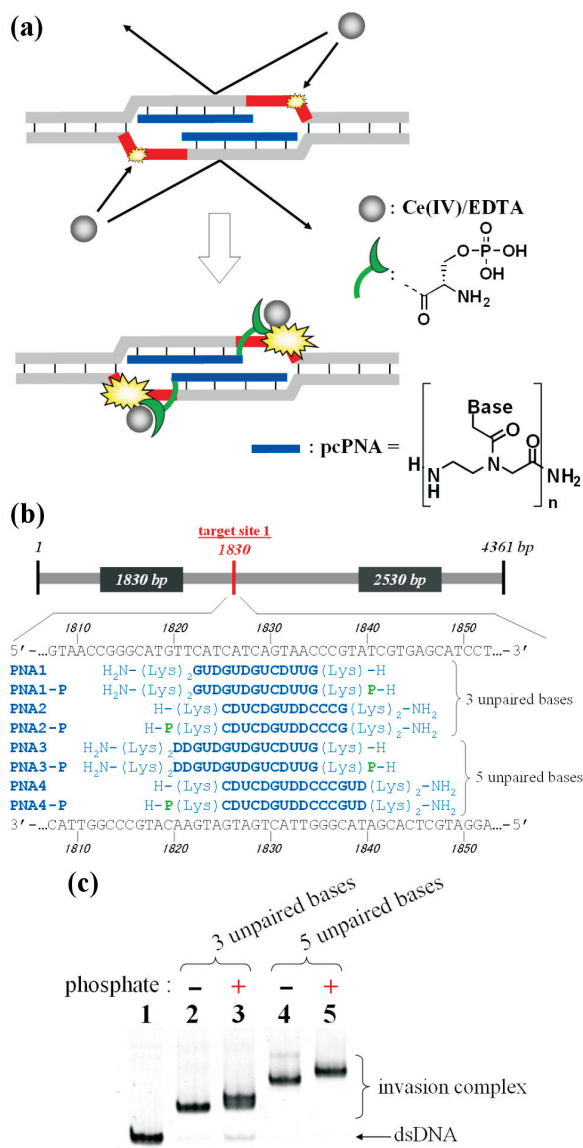 (a)
: Ce(IV)/EDTA
:
O
O
P
OH
OH
O
NH2
: pcPNA =
Base
O
O
H
N
H
N
NH2
n
(b)
target site 1
1 1830 4361 bp
1830 bp 2530 bp
1810 1820 1830 1840 1850
5’ -…GTAACCGGGCATGTTCATCATCAGTAACCCGTATCGTGAGCATCCT…- 3’
PNA1 H2N-(Lys)2GUDGUDGUCDUUG(Lys)-H
PNA1-P H2N-(Lys)2GUDGUDGUCDUUG(Lys)P-H
PNA2 H-(Lys)CDUCDGUDDCCCG(Lys)2-NH2
PNA2-P H-P(Lys)CDUCDGUDDCCCG(Lys)2-NH2
3 unpaired bases
PNA3 H2N-(Lys)2DDGUDGUDGUCDUUG(Lys)-H
PNA3-P H2N-(Lys)2DDGUDGUDGUCDUUG(Lys)P-H
PNA4 H-(Lys)CDUCDGUDDCCCGUD(Lys)2-NH2
PNA4-P H-P(Lys)CDUCDGUDDCCCGUD(Lys)2-NH2
5 unpaired bases
3’ …CATTGGCCCGTACAAGTAGTAGTCATTGGGCATAGCACTCGTAGGA…-5’
1810 1820 1830 1840 1850
(c)
3 unpaired bases
5 unpaired bases
phosphate : − + − +
1 2 3 4 5
invasion complex
dsDNA